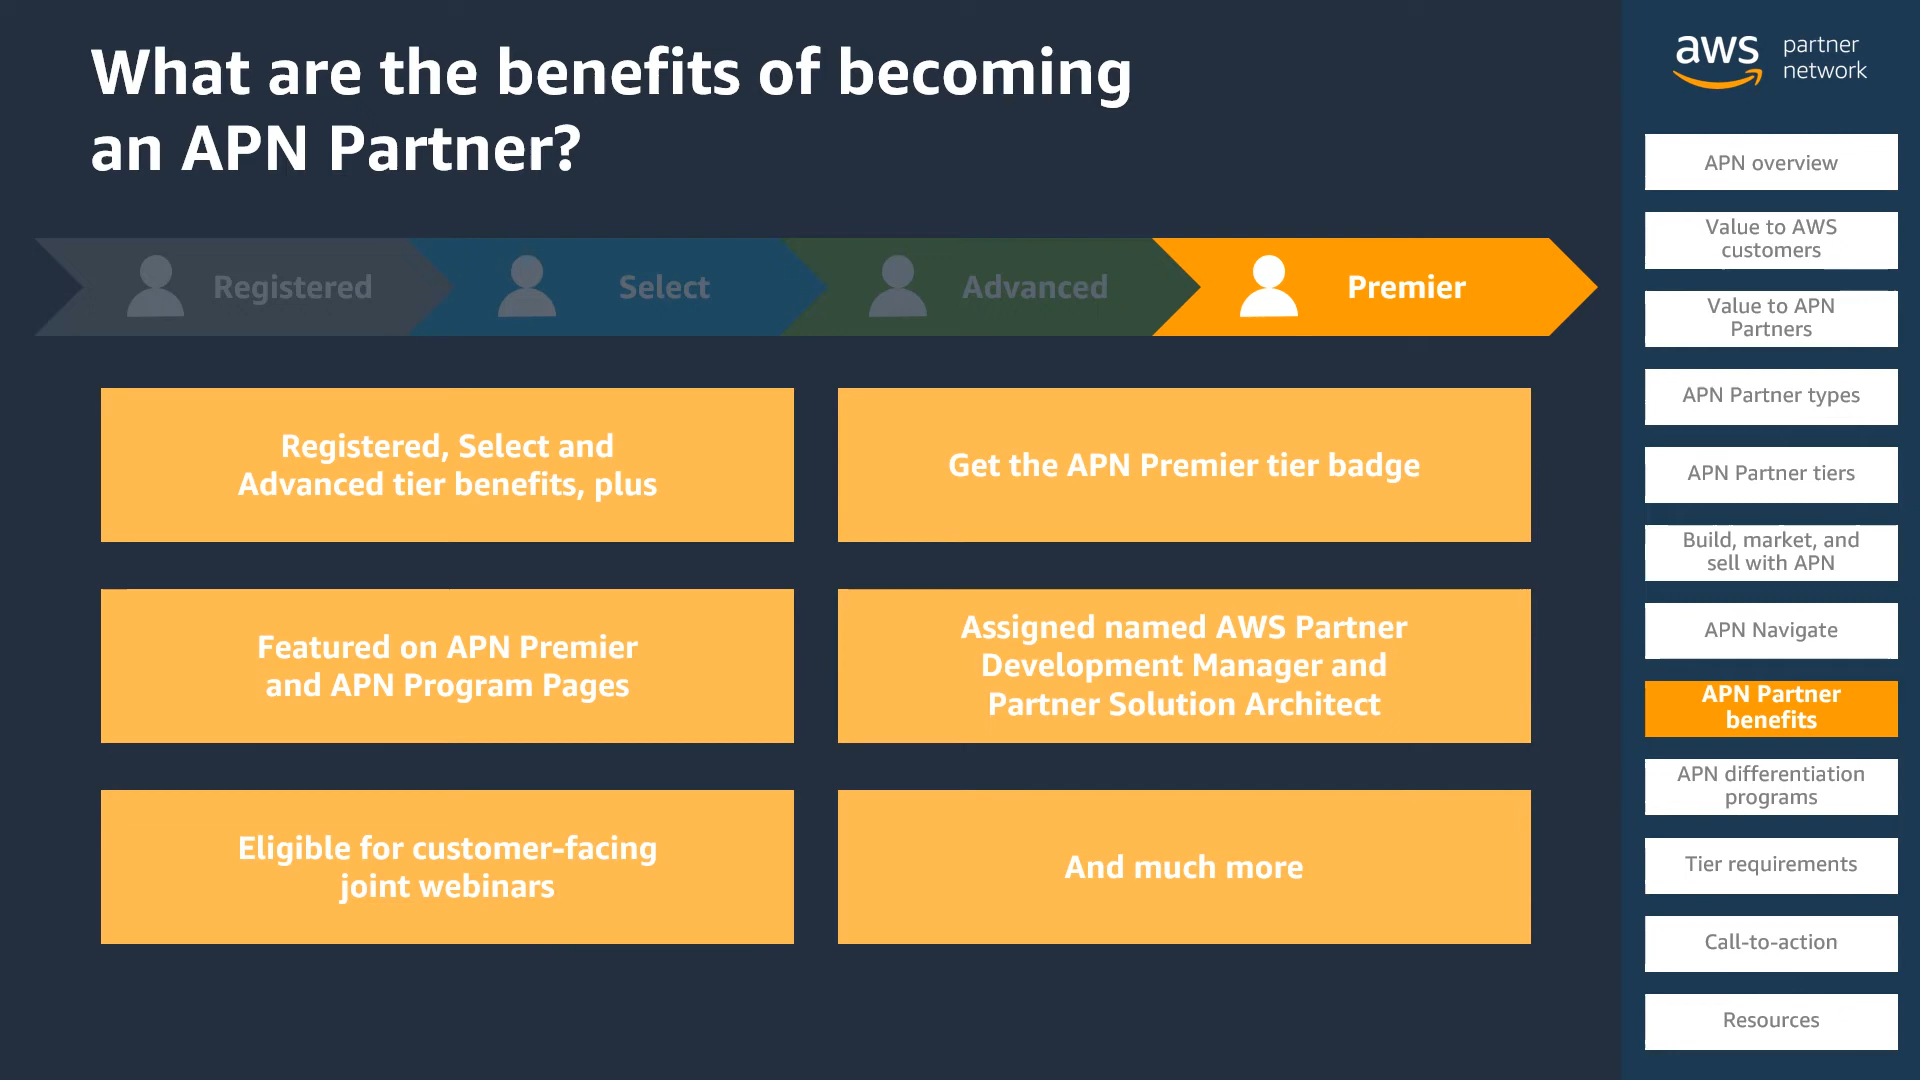 What are the benefits of becoming
an APN Partner?
Registered
Select
Advanced
Premier
Registered, Select and
Advanced tier benefits, plus
Get the APN Premier tier badge
Featured on APN Premier
and APN Program Pages
Assigned named AWS Partner
Development Manager and
Partner Solution Architect
Eligible for customer-facing
joint webinars
And much more
aws
partner
network
APN overview
Value to AWS
customers
Value to APN
Partners
APN Partner types
APN Partner tiers
Build, market, and
sell with APN
APN Navigate
APN Partner
benefits
APN differentiation
programs
Tier requirements
Call-to-action
Resources